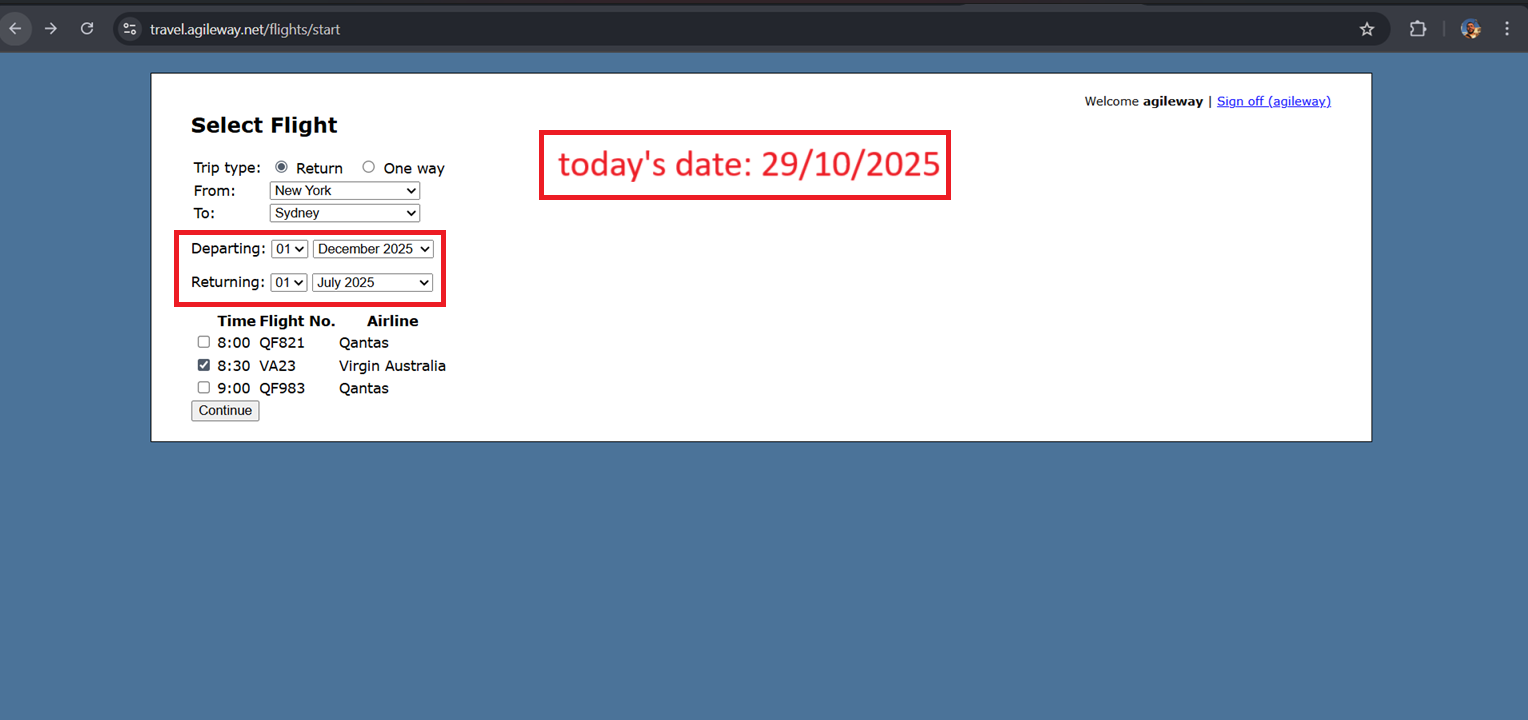 travel.agileway.net/flights/start
Welcome agileway | Sign off (agileway)
Select Flight
today's date: 29/10/2025
Trip type: Return One way
From: New York
To: Sydney
Departing: 01 December 2025
Returning: 01 July 2025
Time Flight No. Airline
8:00 QF821 Qantas
8:30 VA23 Virgin Australia
9:00 QF983 Qantas
Continue